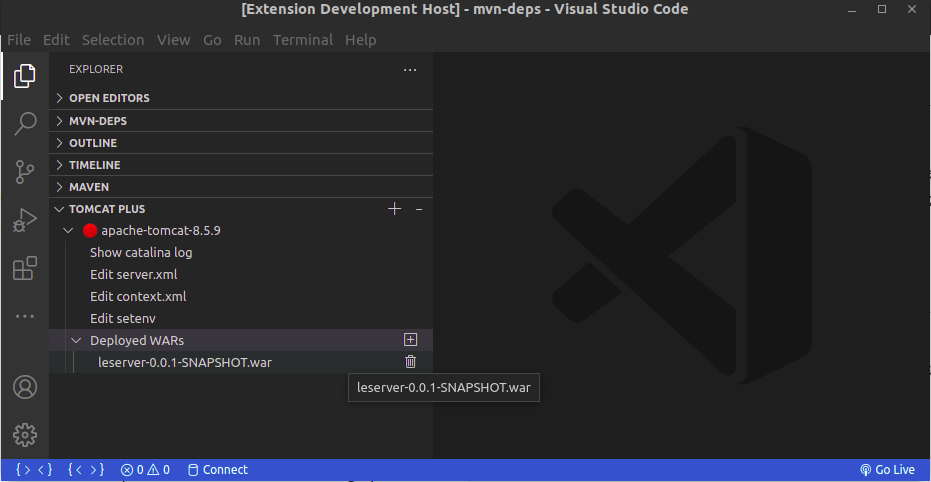 [Extension Development Host] - mvn-deps - Visual Studio Code
File Edit Selection View Go Run Terminal Help
EXPLORER
OPEN EDITORS
MVN-DEPS
OUTLINE
TIMELINE
MAVEN
TOMCAT PLUS
apache-tomcat-8.5.9
Show catalina log
Edit server.xml
Edit context.xml
Edit setenv
Deployed WARs
leserver-0.0.1-SNAPSHOT.war
leserver-0.0.1-SNAPSHOT.war
{ > < } { < > } 0 0 Connect Go Live